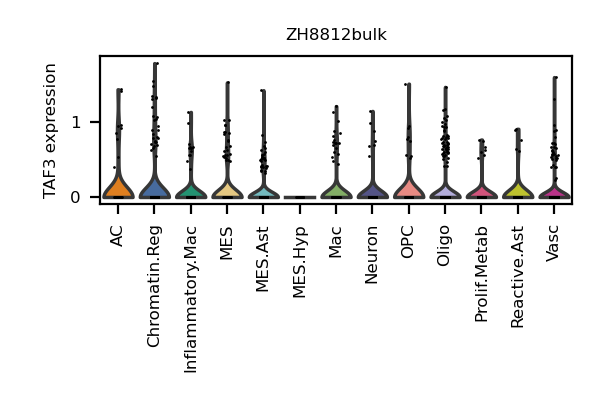 ZH8812bulk
TAF3 expression
1
0
AC
Chromatin.Reg
Inflammatory.Mac
MES
MES.Ast
MES.Hyp
Mac
Neuron
OPC
Oligo
Prolif.Metab
Reactive.Ast
Vasc